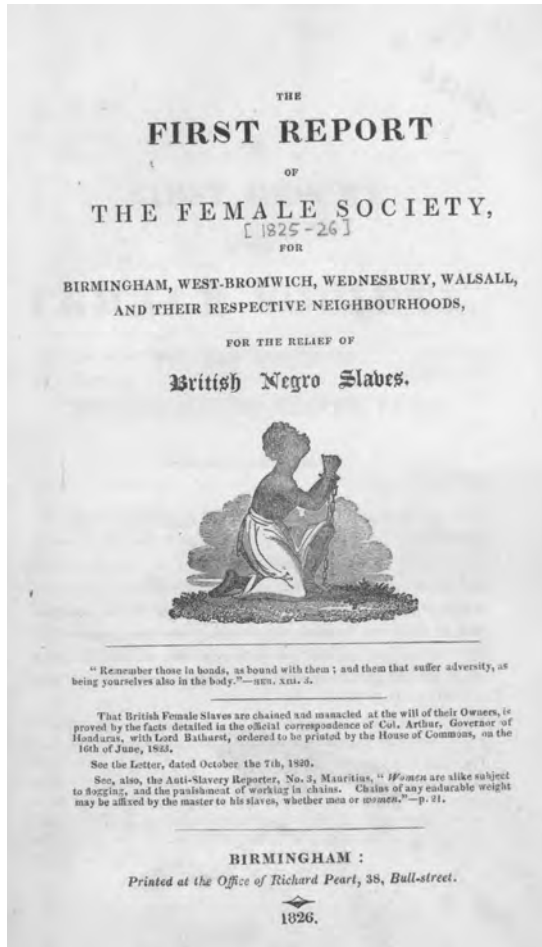 THE
FIRST REPORT
OF
THE FEMALE SOCIETY,
[1825-26]
FOR
BIRMINGHAM, WEST-BROMWICH, WEDNESBURY, WALSALL,
AND THEIR RESPECTIVE NEIGHBOURHOODS,
FOR THE RELIEF OF
British Negro Slaves.
" Remember those in bonds, as bound with them; and them that suffer adversity, as
being yourselves also in the body."—HEB. XIII. 3.
That British Female Slaves are chained and manacled at the will of their Owners, is
proved by the facts detailed in the official correspondence of Col. Arthur, Governor of
Honduras, with Lord Bathurst, ordered to be printed by the House of Commons, on the
16th of June, 1823.
See the Letter, dated October the 7th, 1820.
See, also, the Anti-Slavery Reporter, No. 3, Mauritius, " Women are alike subject
to flogging, and the punishment of working in chains. Chains of any endurable weight
may be affixed by the master to his slaves, whether men or women."—p. 21.
BIRMINGHAM :
Printed at the Office of Richard Peart, 38, Bull-street.
1826.